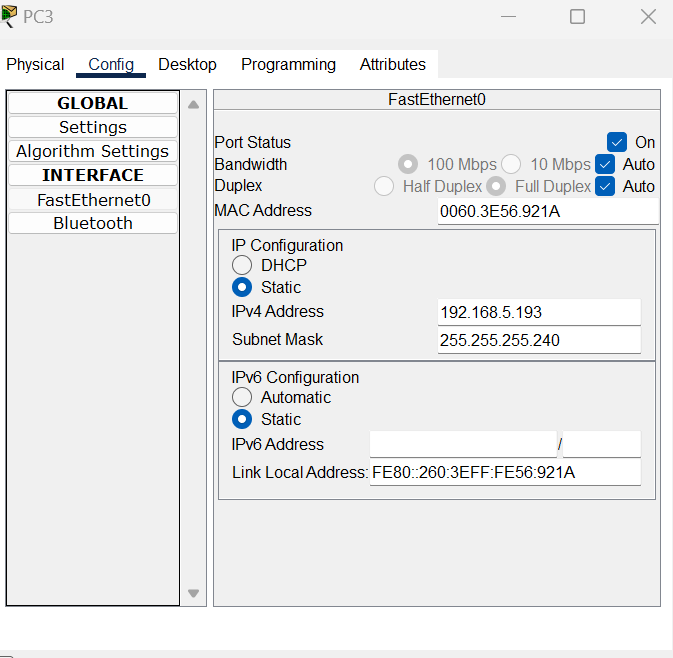 PC3
Physical Config Desktop Programming Attributes
GLOBAL
Settings
Algorithm Settings
INTERFACE
FastEthernet0
Bluetooth
FastEthernet0
Port Status On
Bandwidth 100 Mbps 10 Mbps Auto
Duplex Half Duplex Full Duplex Auto
MAC Address 0060.3E56.921A
IP Configuration
DHCP
Static
IPv4 Address 192.168.5.193
Subnet Mask 255.255.255.240
IPv6 Configuration
Automatic
Static
IPv6 Address /
Link Local Address: FE80::260:3EFF:FE56:921A